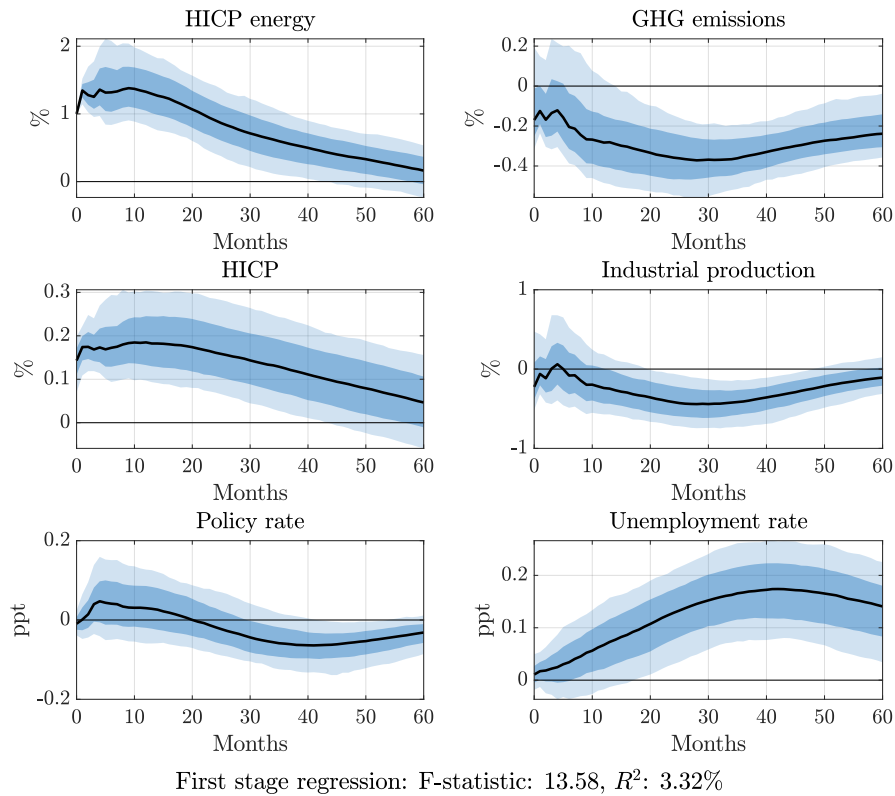 HICP energy
2
1
0
%
0 10 20 30 40 50 60
Months
GHG emissions
0.2
0
-0.2
-0.4
%
0 10 20 30 40 50 60
Months
HICP
0.3
0.2
0.1
0
%
0 10 20 30 40 50 60
Months
Industrial production
1
0
-1
%
0 10 20 30 40 50 60
Months
Policy rate
0.2
0
-0.2
ppt
0 10 20 30 40 50 60
Months
Unemployment rate
0.2
0.1
0
ppt
0 10 20 30 40 50 60
Months
First stage regression: F-statistic: 13.58, R²: 3.32%